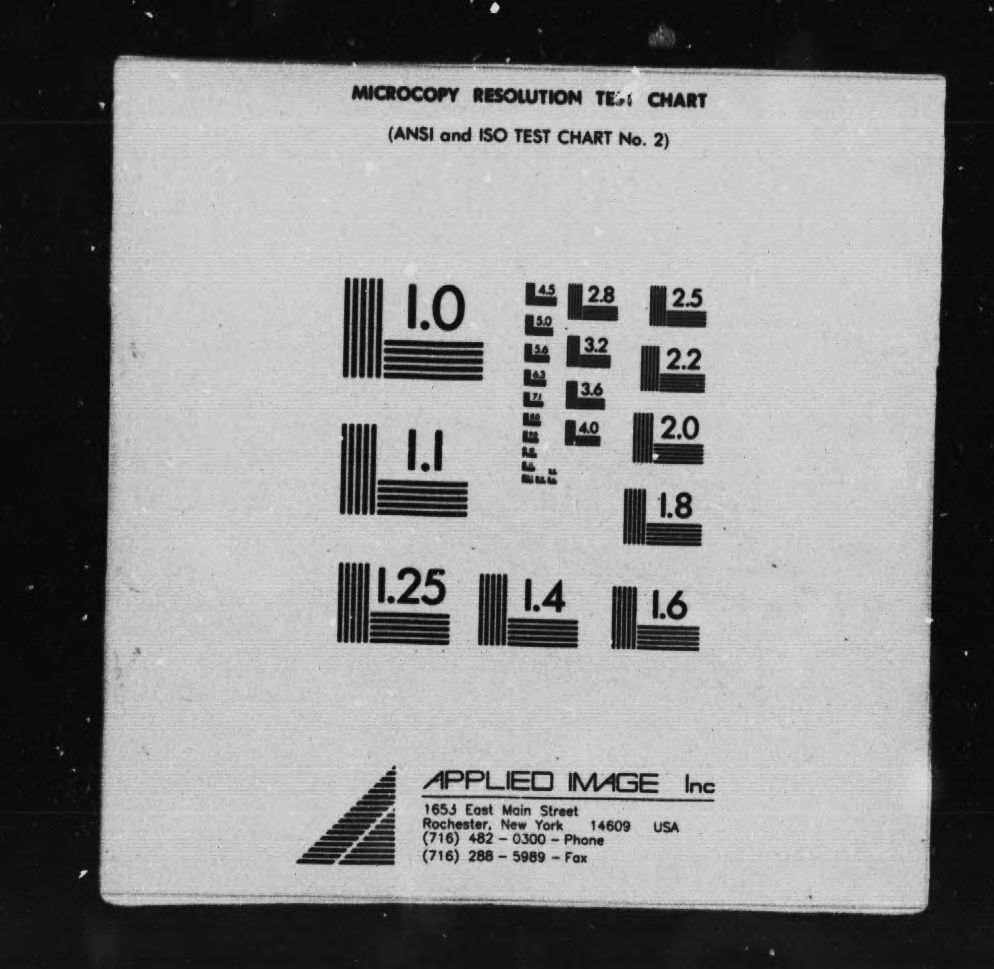 MICROCOPY RESOLUTION TEST CHART
(ANSI and ISO TEST CHART No. 2)
1.0
1.1
1.25
1.4
1.6
1.8
2.0
2.2
2.5
2.8
3.2
3.6
4.0
4.5
5.0
5.6
6.3
7.1
APPLIED IMAGE Inc
1653 East Main Street
Rochester, New York 14609 USA
(716) 482 - 0300 - Phone
(716) 288 - 5989 - Fax